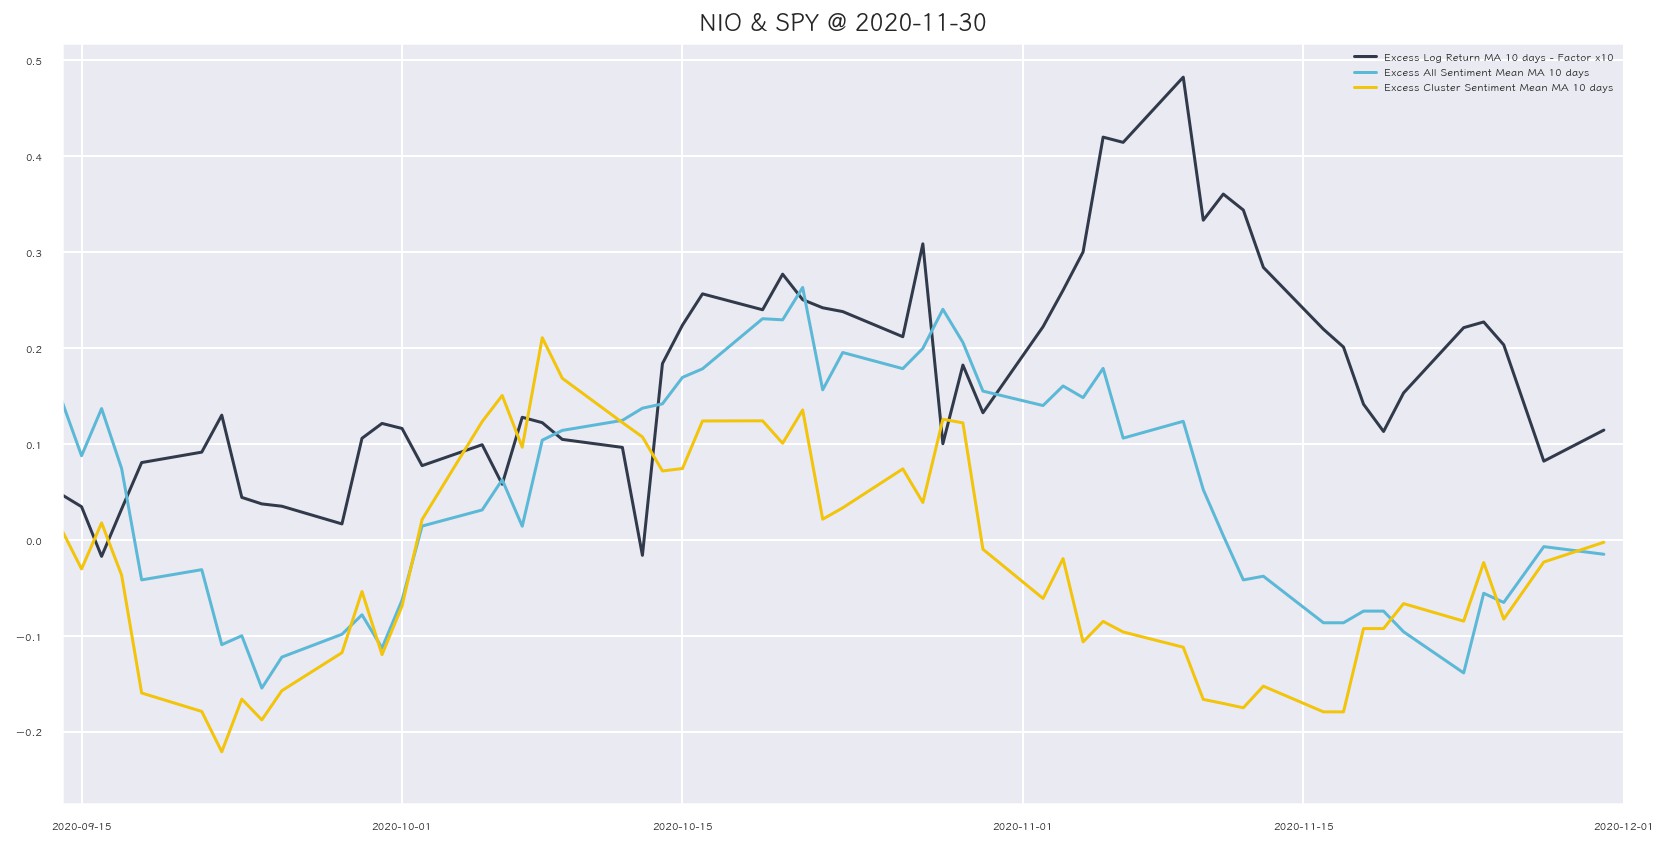 NIO & SPY @ 2020-11-30
Excess Log Return MA 10 days - Factor x10
Excess All Sentiment Mean MA 10 days
Excess Cluster Sentiment Mean MA 10 days
0.5
0.4
0.3
0.2
0.1
0.0
−0.1
−0.2
2020-09-15 2020-10-01 2020-10-15 2020-11-01 2020-11-15 2020-12-01